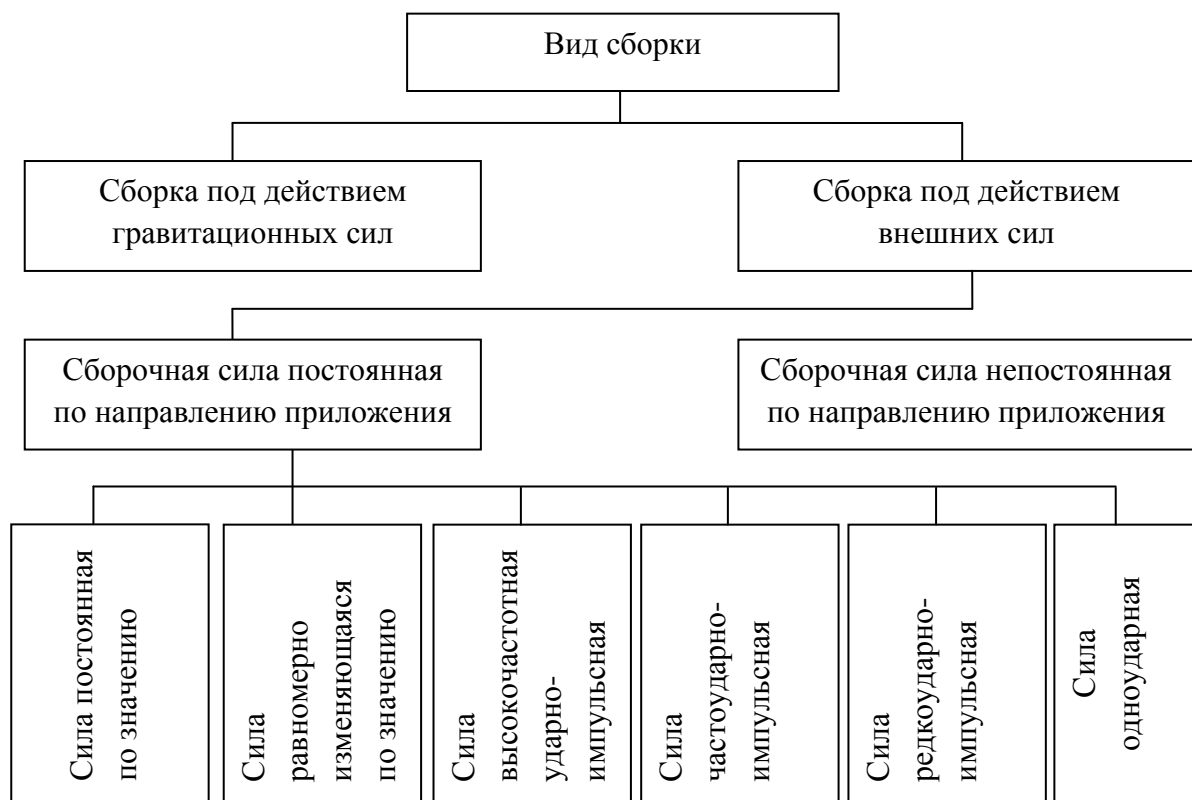 Вид сборки
Сборка под действием
гравитационных сил
Сборка под действием
внешних сил
Сборочная сила постоянная
по направлению приложения
Сборочная сила непостоянная
по направлению приложения
Сила постоянная
по значению
Сила
равномерно
изменяющаяся
по значению
Сила
высокочастотная
ударно-
импульсная
Сила
частоударно-
импульсная
Сила
редкоударно-
импульсная
Сила
одноударная